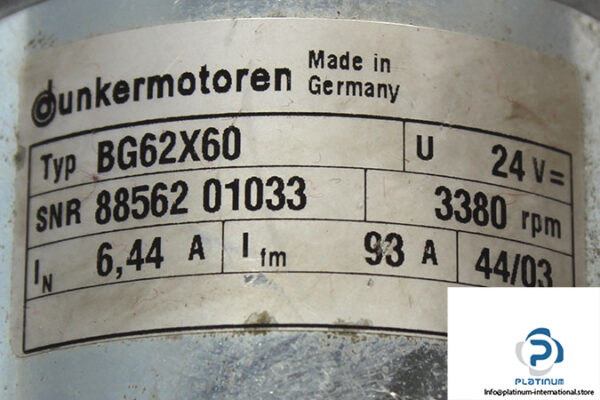 dunkermotoren Made in Germany
Typ BG62X60 U 24 V=
SNR 88562 01033 3380 rpm
IN 6,44 A Ifm 93 A 44/03
PLATINUM
Info@platinum-international.store